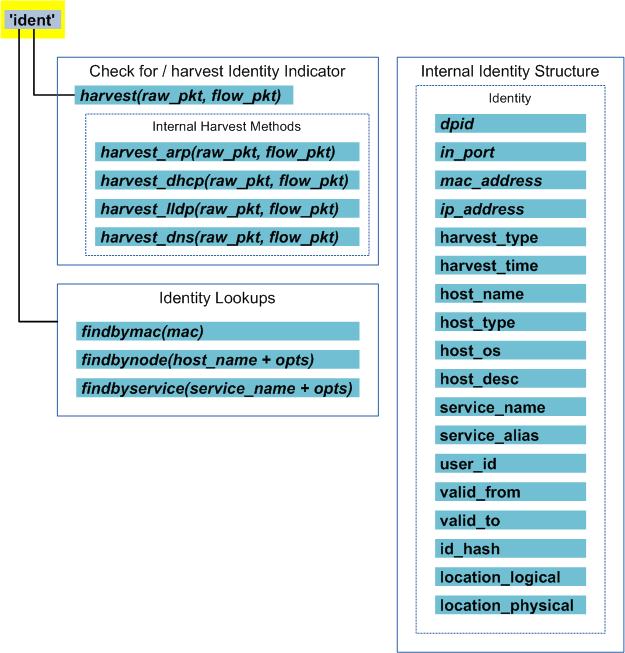 'ident'
Check for / harvest Identity Indicator
harvest(raw_pkt, flow_pkt)
Internal Harvest Methods
harvest_arp(raw_pkt, flow_pkt)
harvest_dhcp(raw_pkt, flow_pkt)
harvest_lldp(raw_pkt, flow_pkt)
harvest_dns(raw_pkt, flow_pkt)
Identity Lookups
findbymac(mac)
findbynode(host_name + opts)
findbyservice(service_name + opts)
Internal Identity Structure
Identity
dpid
in_port
mac_address
ip_address
harvest_type
harvest_time
host_name
host_type
host_os
host_desc
service_name
service_alias
user_id
valid_from
valid_to
id_hash
location_logical
location_physical